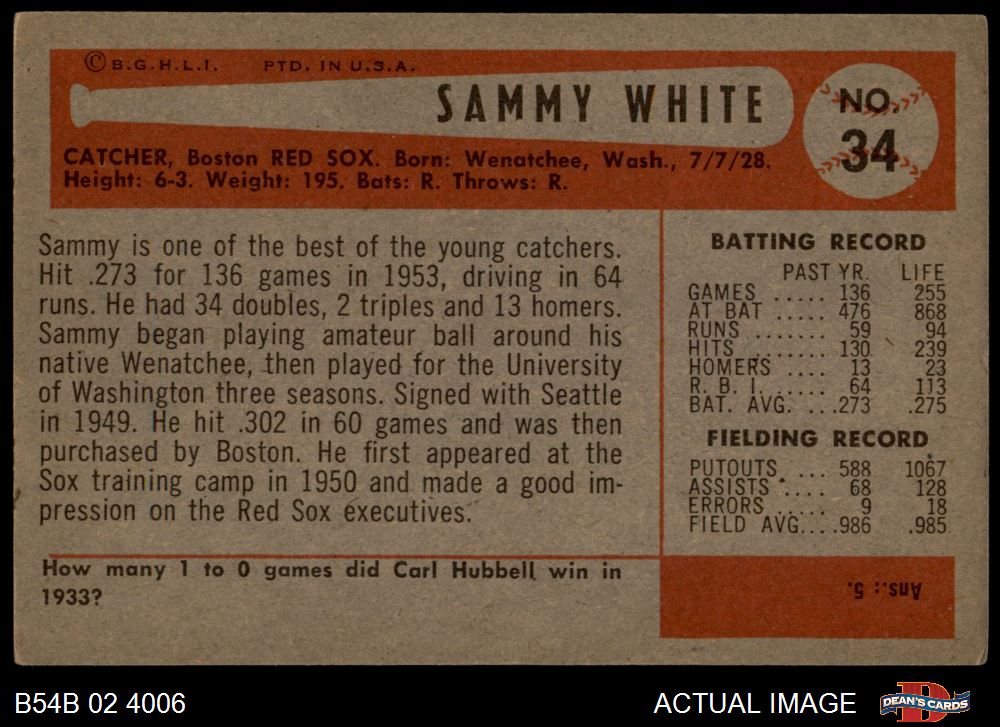 © B.G.H.L.I. PTD. IN U.S.A.
SAMMY WHITE
NO.
34
CATCHER, Boston RED SOX. Born: Wenatchee, Wash., 7/7/28.
Height: 6-3. Weight: 195. Bats: R. Throws: R.
Sammy is one of the best of the young catchers.
Hit .273 for 136 games in 1953, driving in 64
runs. He had 34 doubles, 2 triples and 13 homers.
Sammy began playing amateur ball around his
native Wenatchee, then played for the University
of Washington three seasons. Signed with Seattle
in 1949. He hit .302 in 60 games and was then
purchased by Boston. He first appeared at the
Sox training camp in 1950 and made a good im-
pression on the Red Sox executives.
BATTING RECORD
PAST YR. LIFE
GAMES ..... 136 255
AT BAT ..... 476 868
RUNS ....... 59 94
HITS ........ 130 239
HOMERS .... 13 23
R. B. I. ...... 64 113
BAT. AVG. ...273 .275
FIELDING RECORD
PUTOUTS ... 588 1067
ASSISTS ..... 68 128
ERRORS ..... 9 18
FIELD AVG....986 .985
How many 1 to 0 games did Carl Hubbell win in
1933?
Ans.: 5.
B54B 02 4006
ACTUAL IMAGE
D
DEAN'S CARDS